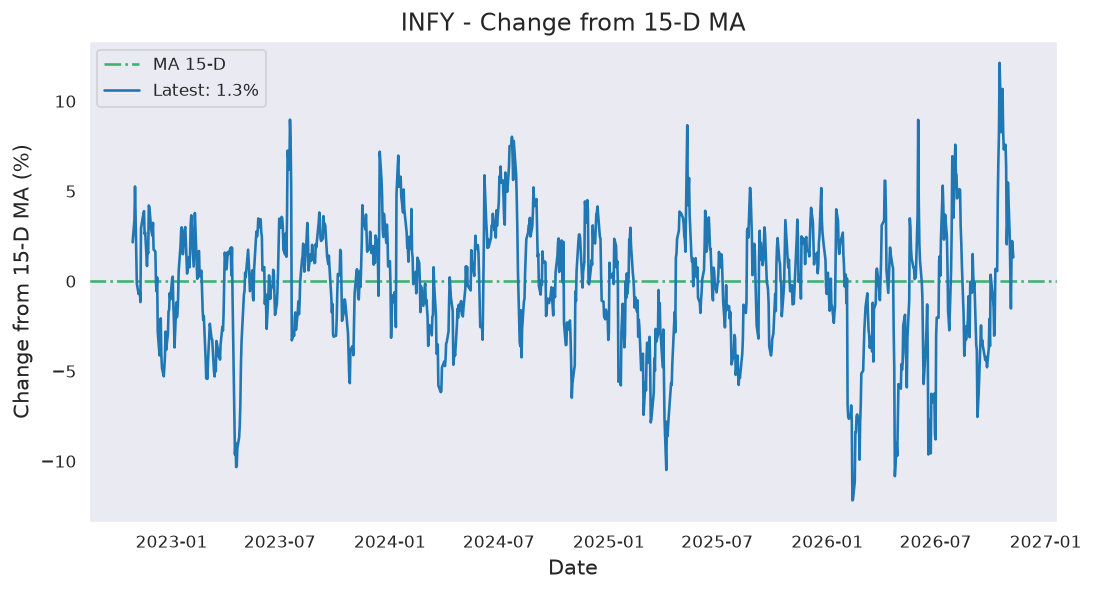 INFY - Change from 15-D MA
MA 15-D
Latest: 1.3%
Change from 15-D MA (%)
10
5
0
−5
−10
2023-01 2023-07 2024-01 2024-07 2025-01 2025-07 2026-01 2026-07 2027-01
Date